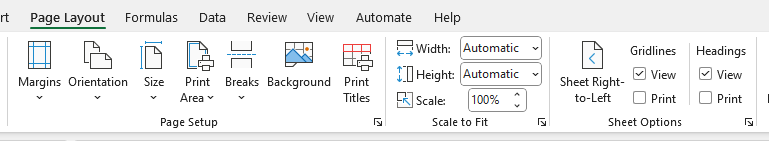 rt Page Layout Formulas Data Review View Automate Help
Margins Orientation Size Print Area Breaks Background Print Titles
Page Setup
Width: Automatic
Height: Automatic
Scale: 100%
Scale to Fit
Sheet Right-to-Left
Gridlines
View
Print
Headings
View
Print
Sheet Options